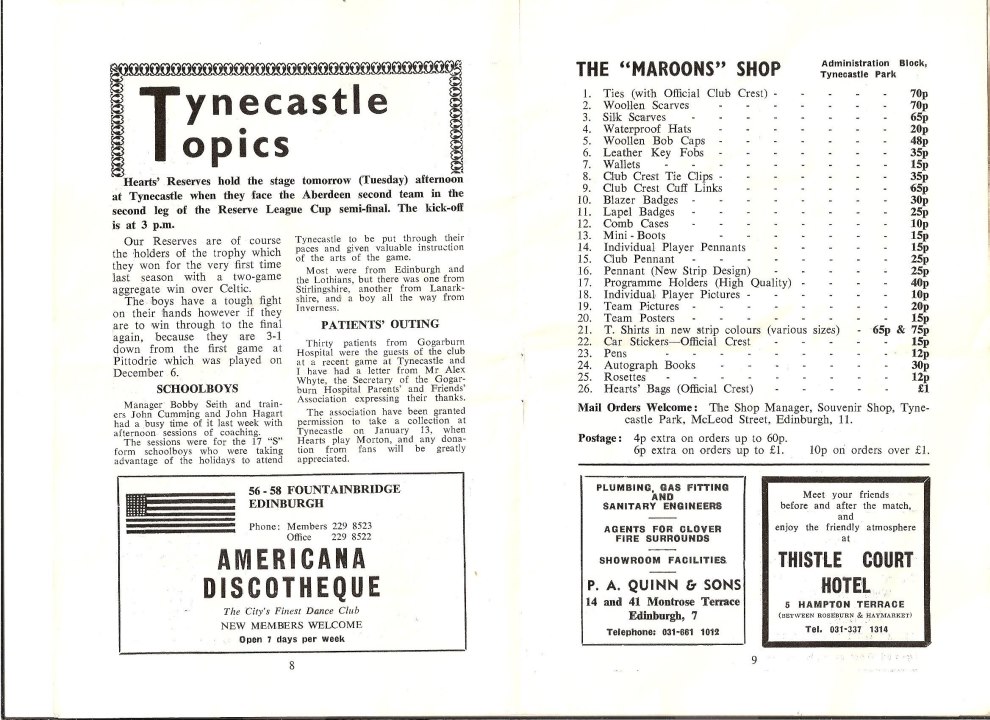 Tynecastle
Topics
Hearts' Reserves hold the stage tomorrow (Tuesday) afternoon
at Tynecastle when they face the Aberdeen second team in the
second leg of the Reserve League Cup semi-final. The kick-off
is at 3 p.m.
Our Reserves are of course
the holders of the trophy which
they won for the very first time
last season with a two-game
aggregate win over Celtic.
The boys have a tough fight
on their hands however if they
are to win through to the final
again, because they are 3-1
down from the first game at
Pittodrie which was played on
December 6.
SCHOOLBOYS
Manager Bobby Seith and train-
ers John Cumming and John Hagart
had a busy time of it last week with
afternoon sessions of coaching.
The sessions were for the 17 "S"
form schoolboys who were taking
advantage of the holidays to attend
Tynecastle to be put through their
paces and given valuable instruction
of the arts of the game.
Most were from Edinburgh and
the Lothians, but there was one from
Stirlingshire, another from Lanark-
shire, and a boy all the way from
Inverness.
PATIENTS' OUTING
Thirty patients from Gogarburn
Hospital were the guests of the club
at a recent game at Tynecastle and
I have had a letter from Mr Alex
Whyte, the Secretary of the Gogar-
burn Hospital Parents' and Friends'
Association expressing their thanks.
The association have been granted
permission to take a collection at
Tynecastle on January 13, when
Hearts play Morton, and any dona-
tion from fans will be greatly
appreciated.
56 - 58 FOUNTAINBRIDGE
EDINBURGH
Phone: Members 229 8523
Office 229 8522
AMERICANA
DISCOTHEQUE
The City's Finest Dance Club
NEW MEMBERS WELCOME
Open 7 days per week
8
THE "MAROONS" SHOP
Administration Block,
Tynecastle Park
1. Ties (with Official Club Crest) - - - - - 70p
2. Woollen Scarves - - - - - - - 70p
3. Silk Scarves - - - - - - - 65p
4. Waterproof Hats - - - - - - - 20p
5. Woollen Bob Caps - - - - - - - 48p
6. Leather Key Fobs - - - - - - - 35p
7. Wallets - - - - - - - - 15p
8. Club Crest Tie Clips - - - - - - - 35p
9. Club Crest Cuff Links - - - - - - 65p
10. Blazer Badges - - - - - - - 30p
11. Lapel Badges - - - - - - - 25p
12. Comb Cases - - - - - - - 10p
13. Mini - Boots - - - - - - - 15p
14. Individual Player Pennants - - - - - - 15p
15. Club Pennant - - - - - - - 25p
16. Pennant (New Strip Design) - - - - - 25p
17. Programme Holders (High Quality) - - - - 40p
18. Individual Player Pictures - - - - - - 10p
19. Team Pictures - - - - - - - 20p
20. Team Posters - - - - - - - 15p
21. T. Shirts in new strip colours (various sizes) - 65p & 75p
22. Car Stickers—Official Crest - - - - - 15p
23. Pens - - - - - - - - 12p
24. Autograph Books - - - - - - - 30p
25. Rosettes - - - - - - - 12p
26. Hearts' Bags (Official Crest) - - - - - £1
Mail Orders Welcome: The Shop Manager, Souvenir Shop, Tyne-
castle Park, McLeod Street, Edinburgh, 11.
Postage: 4p extra on orders up to 60p.
6p extra on orders up to £1. 10p on orders over £1.
PLUMBING, GAS FITTING
AND
SANITARY ENGINEERS
AGENTS FOR GLOVER
FIRE SURROUNDS
SHOWROOM FACILITIES
P. A. QUINN & SONS
14 and 41 Montrose Terrace
Edinburgh, 7
Telephone: 031-661 1012
Meet your friends
before and after the match,
and
enjoy the friendly atmosphere
at
THISTLE COURT
HOTEL
5 HAMPTON TERRACE
(BETWEEN ROSEBURN & HAYMARKET)
Tel. 031-337 1314
9